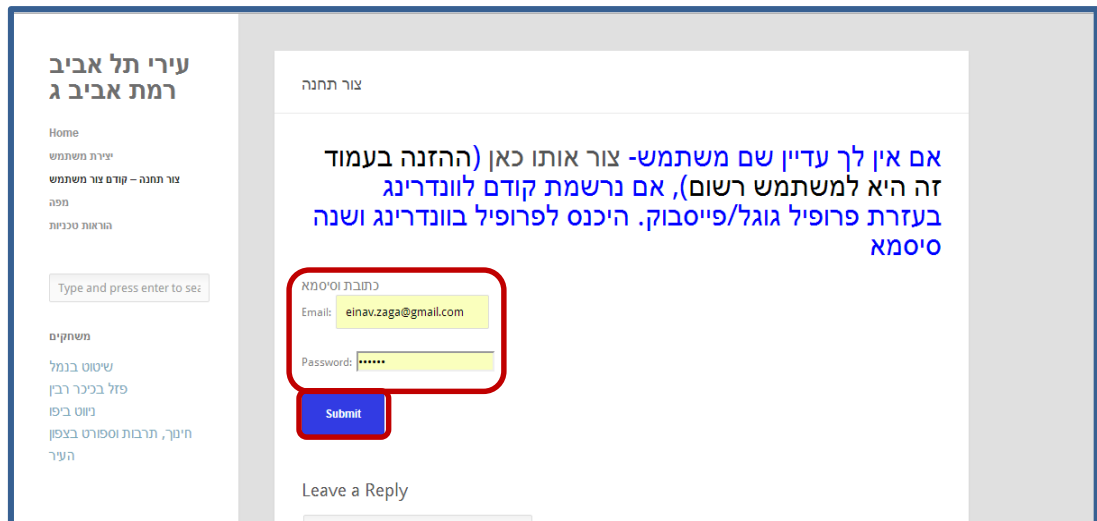 עירי תל אביב
רמת אביב ג
Home
יצירת משתמש
צור תחנה – קודם צור משתמש
מפה
הוראות טכניות
Type and press enter to sea
משחקים
שיטוט בנמל
פזל בכיכר רבין
ניווט ביפו
חינוך, תרבות וספורט בצפון
העיר
צור תחנה
אם אין לך עדיין שם משתמש- צור אותו כאן (ההזנה בעמוד
זה היא למשתמש רשום), אם נרשמת קודם לוונדרינג
בעזרת פרופיל גוגל/פייסבוק. היכנס לפרופיל בוונדרינג ושנה
סיסמא
כתובת וסיסמא
Email: einav.zaga@gmail.com
Password: ••••••
Submit
Leave a Reply